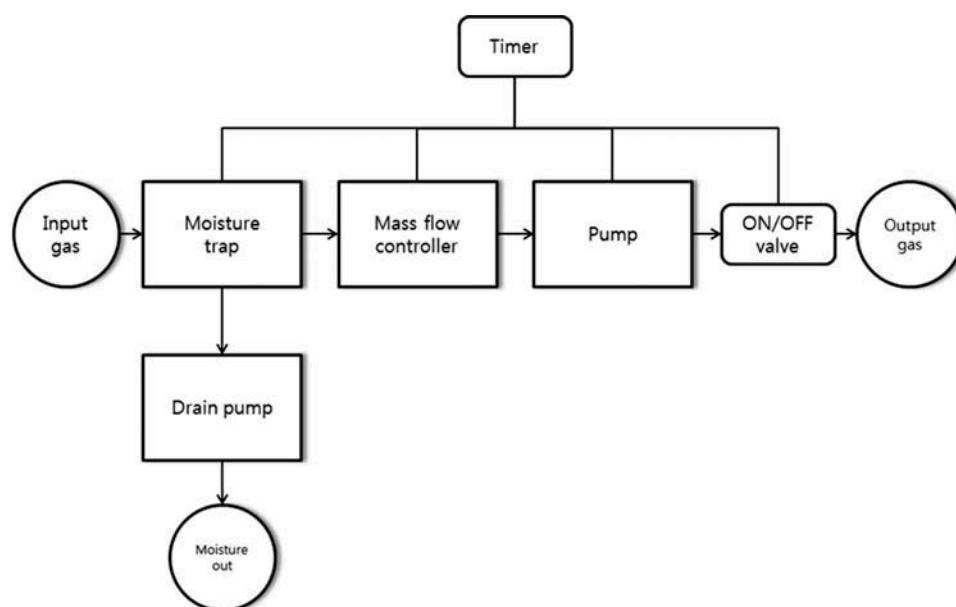 Timer
Input
gas
Moisture
trap
Mass flow
controller
Pump
ON/OFF
valve
Output
gas
Drain pump
Moisture
out